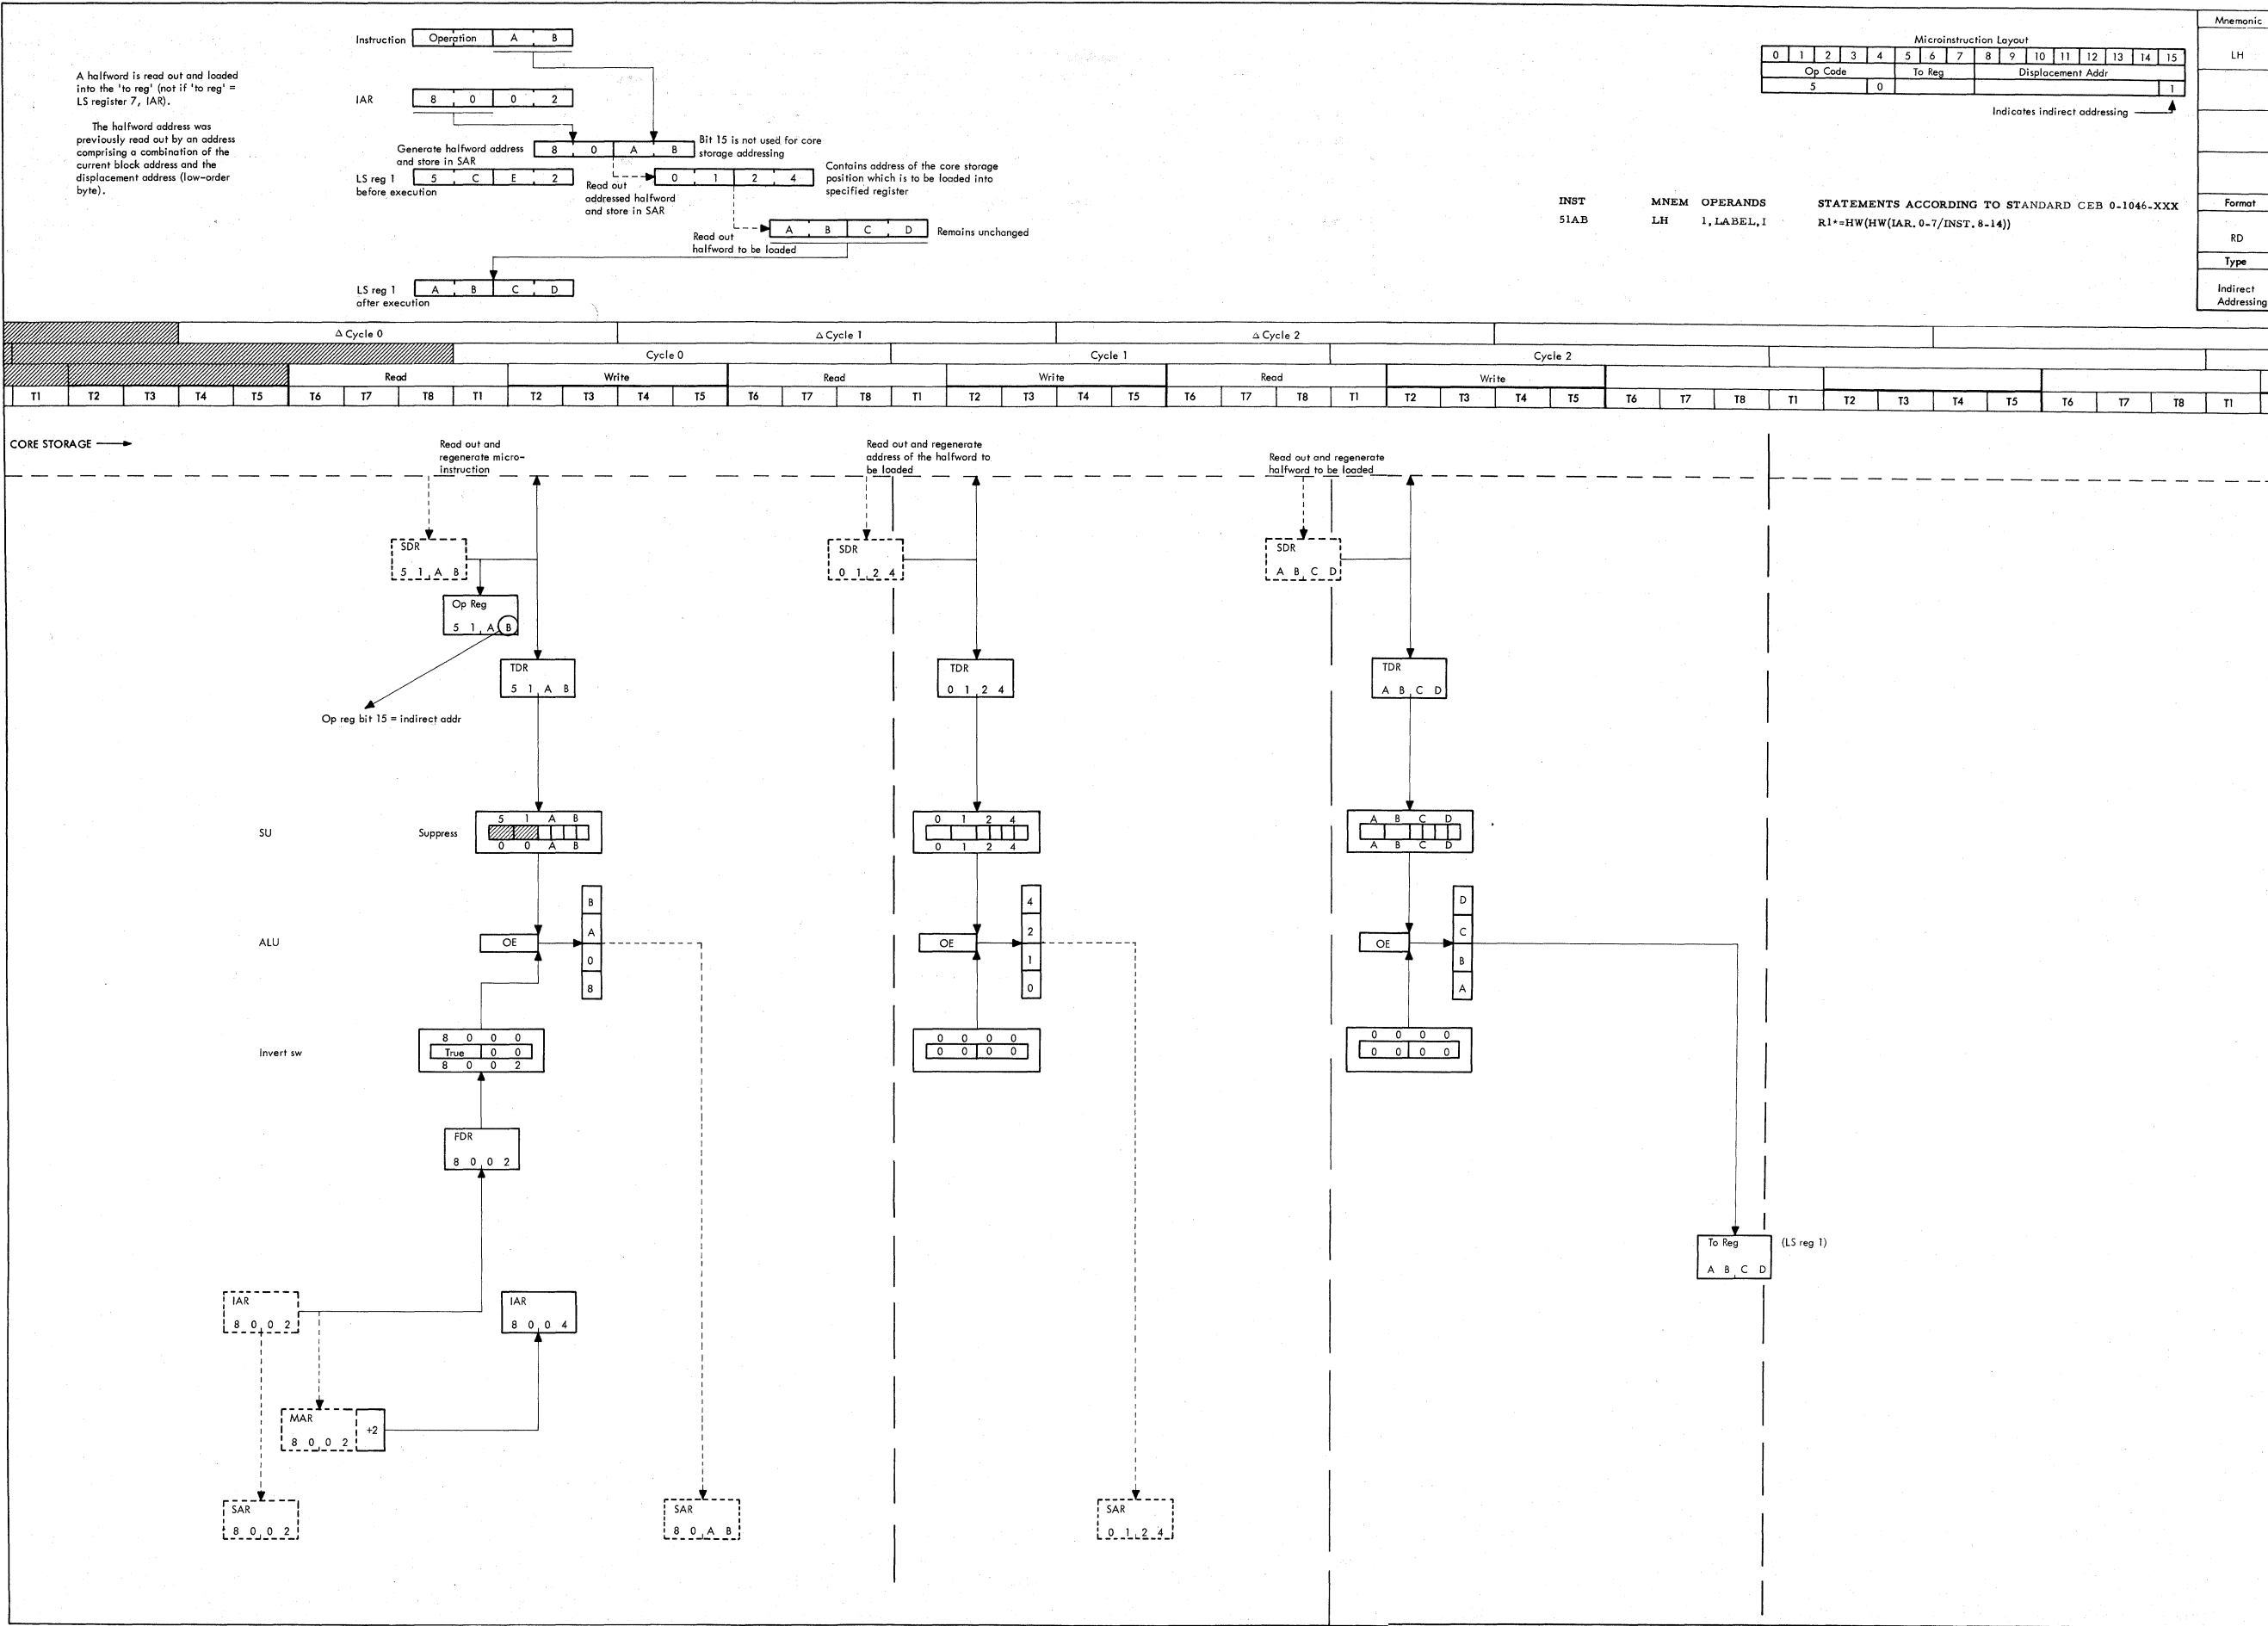 Instruction Operation A B
A halfword is read out and loaded
into the 'to reg' (not if 'to reg' =
LS register 7, IAR).
The halfword address was
previously read out by an address
comprising a combination of the
current block address and the
displacement address (low-order
byte).
IAR 8 0 0 2
Generate halfword address
and store in SAR
8 0 A B
Bit 15 is not used for core
storage addressing
LS reg 1
before execution
5 C E 2
Read out
addressed halfword
and store in SAR
0 1 2 4
Contains address of the core storage
position which is to be loaded into
specified register
Read out
halfword to be loaded
A B C D
Remains unchanged
LS reg 1
after execution
A B C D
Microinstruction Layout
0 1 2 3 4 5 6 7 8 9 10 11 12 13 14 15
Op Code To Reg Displacement Addr
5 0 1
Indicates indirect addressing
INST MNEM OPERANDS STATEMENTS ACCORDING TO STANDARD CEB 0-1046-XXX
51AB LH 1, LABEL, I R1*=HW(HW(IAR. 0-7/INST. 8-14))
Mnemonic
LH
Format
RD
Type
Indirect
Addressing
Δ Cycle 0 Δ Cycle 1 Δ Cycle 2
Cycle 0 Cycle 1 Cycle 2
Read Write Read Write Read Write
T1 T2 T3 T4 T5 T6 T7 T8 T1 T2 T3 T4 T5 T6 T7 T8 T1 T2 T3 T4 T5 T6 T7 T8 T1 T2 T3 T4 T5 T6 T7 T8 T1 T2 T3 T4 T5 T6 T7 T8 T1
CORE STORAGE
Read out and
regenerate micro-
instruction
Read out and regenerate
address of the halfword to
be loaded
Read out and regenerate
halfword to be loaded
SDR
5 1 A B
SDR
0 1 2 4
SDR
A B C D
Op Reg
5 1 A B
TDR
5 1 A B
TDR
0 1 2 4
TDR
A B C D
Op reg bit 15 = indirect addr
SU Suppress
5 1 A B
0 0 A B
0 1 2 4
0 1 2 4
A B C D
A B C D
ALU
OE
B
A
0
8
OE
4
2
1
0
OE
D
C
B
A
Invert sw
8 0 0 0
True 0 0
8 0 0 2
0 0 0 0
0 0 0 0
0 0 0 0
0 0 0 0
FDR
8 0 0 2
To Reg
A B C D
(LS reg 1)
IAR
8 0 0 2
IAR
8 0 0 4
MAR
8 0 0 2
+2
SAR
8 0 0 2
SAR
8 0 A B
SAR
0 1 2 4